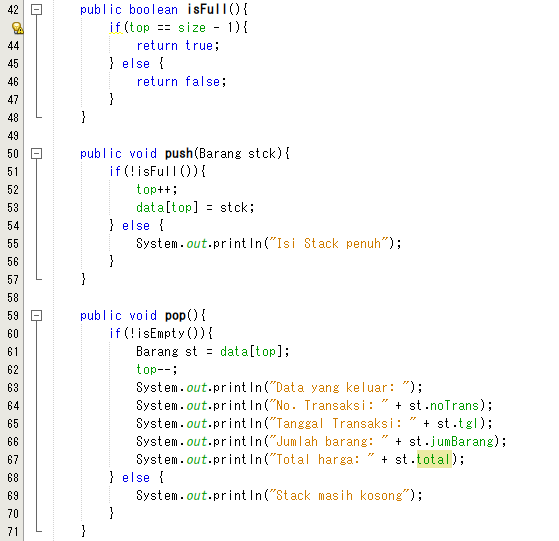 42 public boolean isFull(){
if(top == size - 1){
44 return true;
45 } else {
46 return false;
47 }
48 }
49
50 public void push(Barang stck){
51 if(!isFull()){
52 top++;
53 data[top] = stck;
54 } else {
55 System.out.println("Isi Stack penuh");
56 }
57 }
58
59 public void pop(){
60 if(!isEmpty()){
61 Barang st = data[top];
62 top--;
63 System.out.println("Data yang keluar: ");
64 System.out.println("No. Transaksi: " + st.noTrans);
65 System.out.println("Tanggal Transaksi: " + st.tgl);
66 System.out.println("Jumlah barang: " + st.jumBarang);
67 System.out.println("Total harga: " + st.total);
68 } else {
69 System.out.println("Stack masih kosong");
70 }
71 }